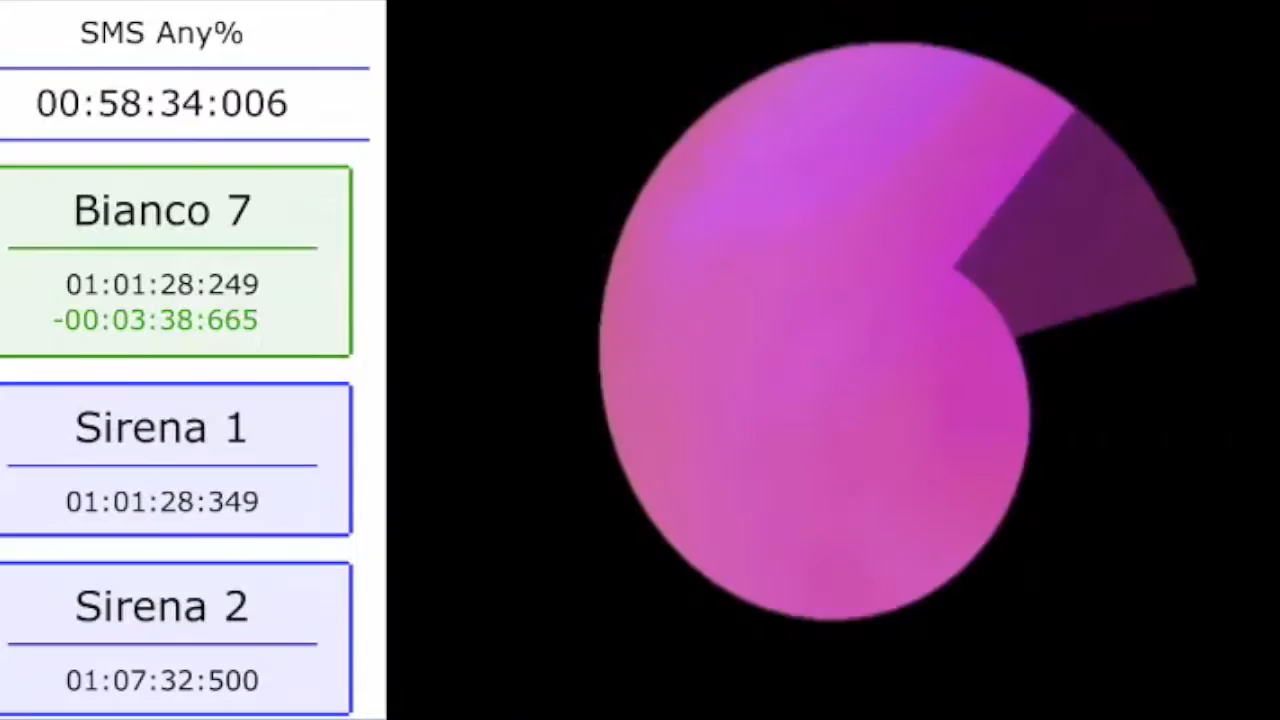 SMS Any%
00:58:34:006
Bianco 7
01:01:28:249
-00:03:38:665
Sirena 1
01:01:28:349
Sirena 2
01:07:32:500